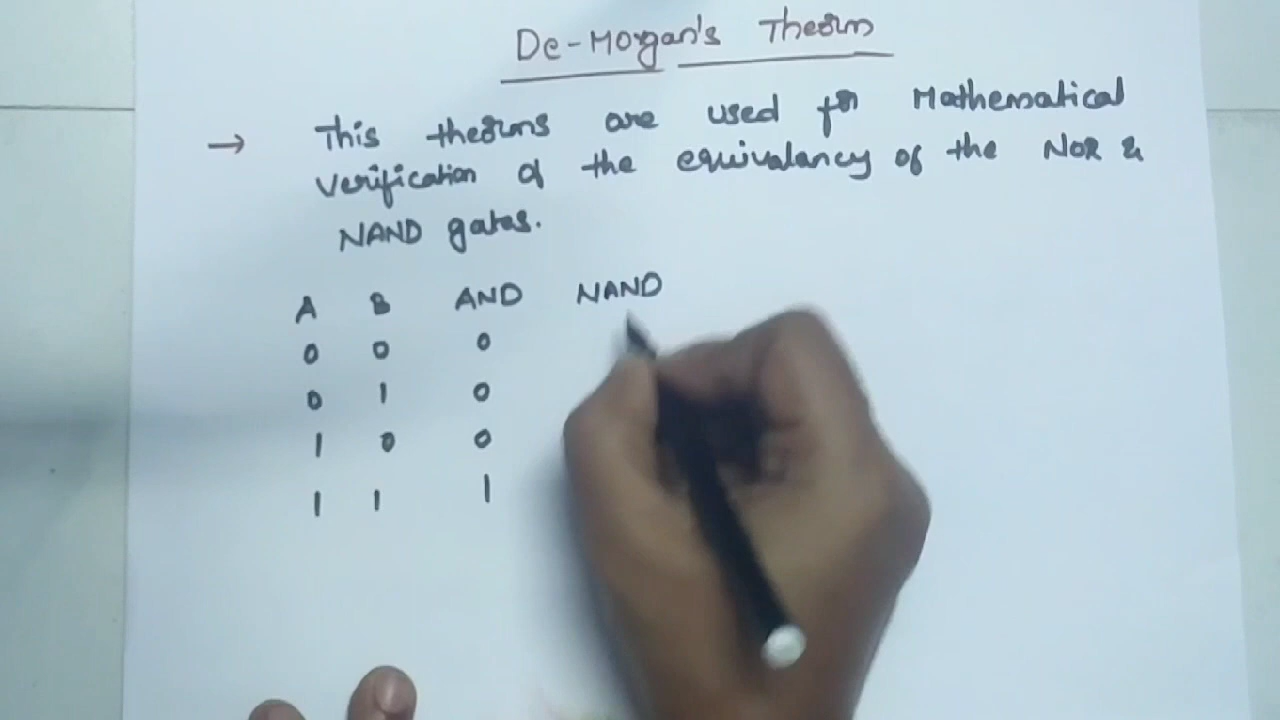 De-Morgan's Theorm
→ This theorms are used for Mathematical
verification of the equivalancy of the NOR &
NAND gates.
A B AND NAND
0 0 0
0 1 0
1 0 0
1 1 1